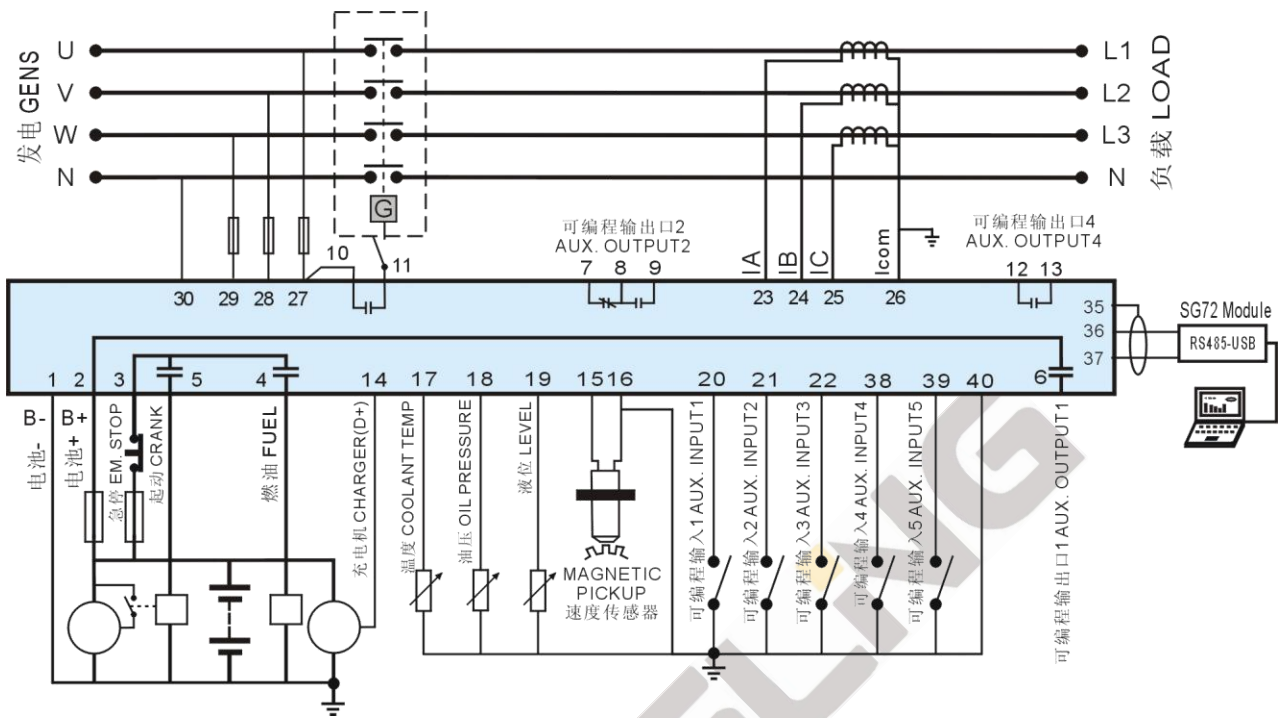 发电 GENS
U
V
W
N
L1
L2
L3
N
负载 LOAD
G
10
11
可编程输出口2
AUX. OUTPUT2
7 8 9
IA
IB
IC
Icom
可编程输出口4
AUX. OUTPUT4
12 13
30 29 28 27
23 24 25 26
35
36
37
SG72 Module
RS485-USB
1 2 3 5 4 14 17 18 19 15 16 20 21 22 38 39 40 6
B-
电池-
B+
电池+
急停 EM. STOP
起动 CRANK
燃油 FUEL
充电机 CHARGER(D+)
温度 COOLANT TEMP
油压 OIL PRESSURE
液位 LEVEL
MAGNETIC
PICKUP
速度传感器
可编程输入1 AUX. INPUT1
可编程输入2 AUX. INPUT2
可编程输入3 AUX. INPUT3
可编程输入4 AUX. INPUT4
可编程输入5 AUX. INPUT5
可编程输出口1 AUX. OUTPUT1